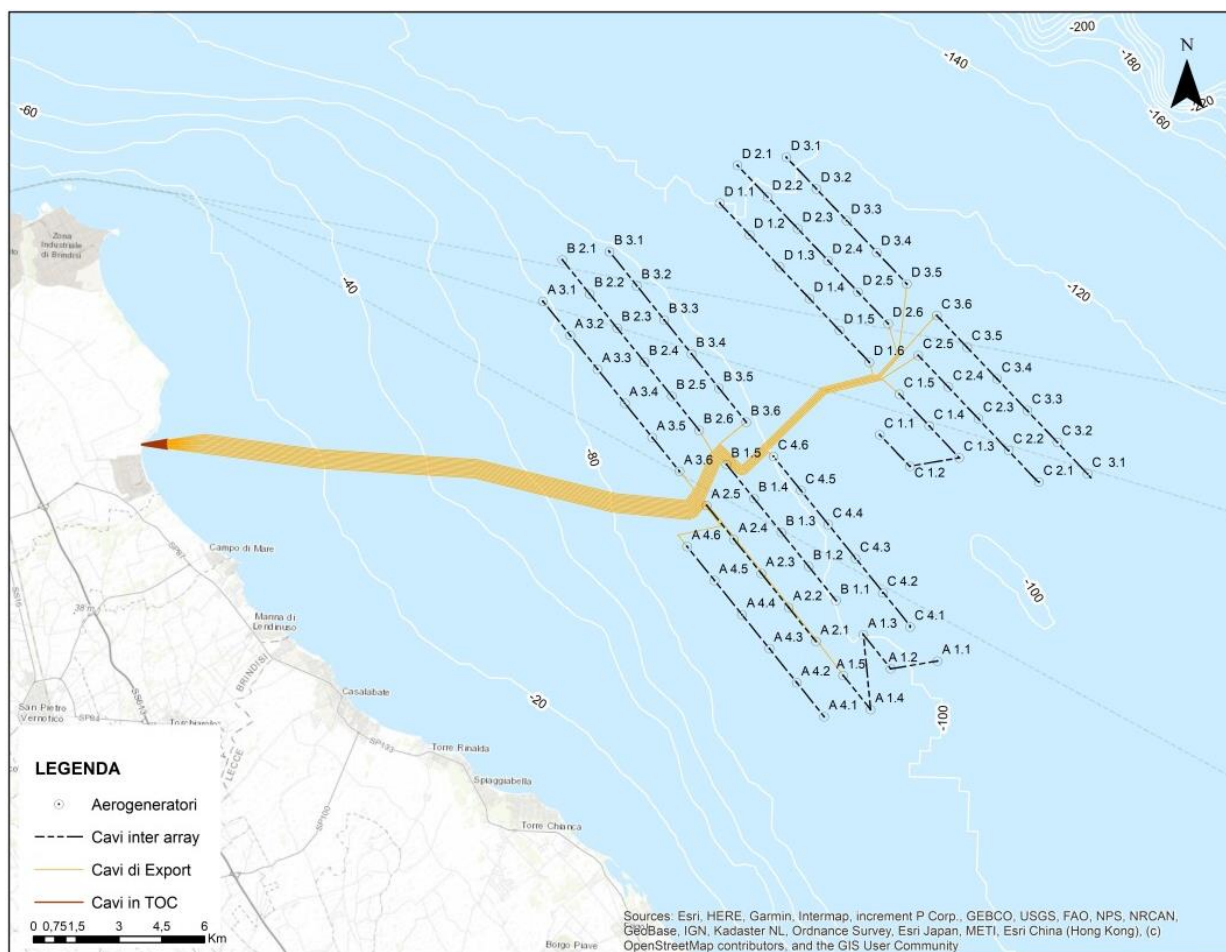 -200
-140
-180
-220
-160
-60
N
D 3.1
D 2.1
D 3.2
D 2.2
D 1.1
D 3.3
D 2.3
D 1.2
D 3.4
D 2.4
D 1.3
D 3.5
D 2.5
D 1.4
D 2.6
D 1.5
D 1.6
-120
Zona
Industriale
di Brindisi
-40
B 3.1
B 2.1
B 3.2
B 2.2
A 3.1
B 3.3
B 2.3
A 3.2
B 3.4
B 2.4
A 3.3
B 3.5
B 2.5
A 3.4
B 3.6
B 2.6
A 3.5
A 3.6
C 3.6
C 3.5
C 2.5
C 3.4
C 2.4
C 1.5
C 3.3
C 2.3
C 1.4
C 3.2
C 2.2
C 1.3
C 1.1
C 3.1
C 2.1
C 1.2
-80
B 1.5
C 4.6
B 1.4
C 4.5
A 2.5
B 1.3
C 4.4
A 2.4
A 4.6
B 1.2
C 4.3
A 2.3
A 4.5
B 1.1
C 4.2
A 2.2
A 4.4
C 4.1
A 1.3
A 2.1
A 4.3
A 1.1
A 1.2
A 1.5
A 4.2
A 1.4
A 4.1
-100
-100
-20
SP87
Campo di Mare
38 m
Marina di
Lendinuso
SS16
BRINDISI
LECCE
San Pietro
Vernotico
SP84
SS613
Casalabate
SP133
Torre Rinalda
Spiaggiabella
SP100
Torre Chianca
Borgo Piave
LEGENDA
Aerogeneratori
Cavi inter array
Cavi di Export
Cavi in TOC
0 0,75 1,5 3 4,5 6
Km
Sources: Esri, HERE, Garmin, Intermap, increment P Corp., GEBCO, USGS, FAO, NPS, NRCAN,
GeoBase, IGN, Kadaster NL, Ordnance Survey, Esri Japan, METI, Esri China (Hong Kong), (c)
OpenStreetMap contributors, and the GIS User Community